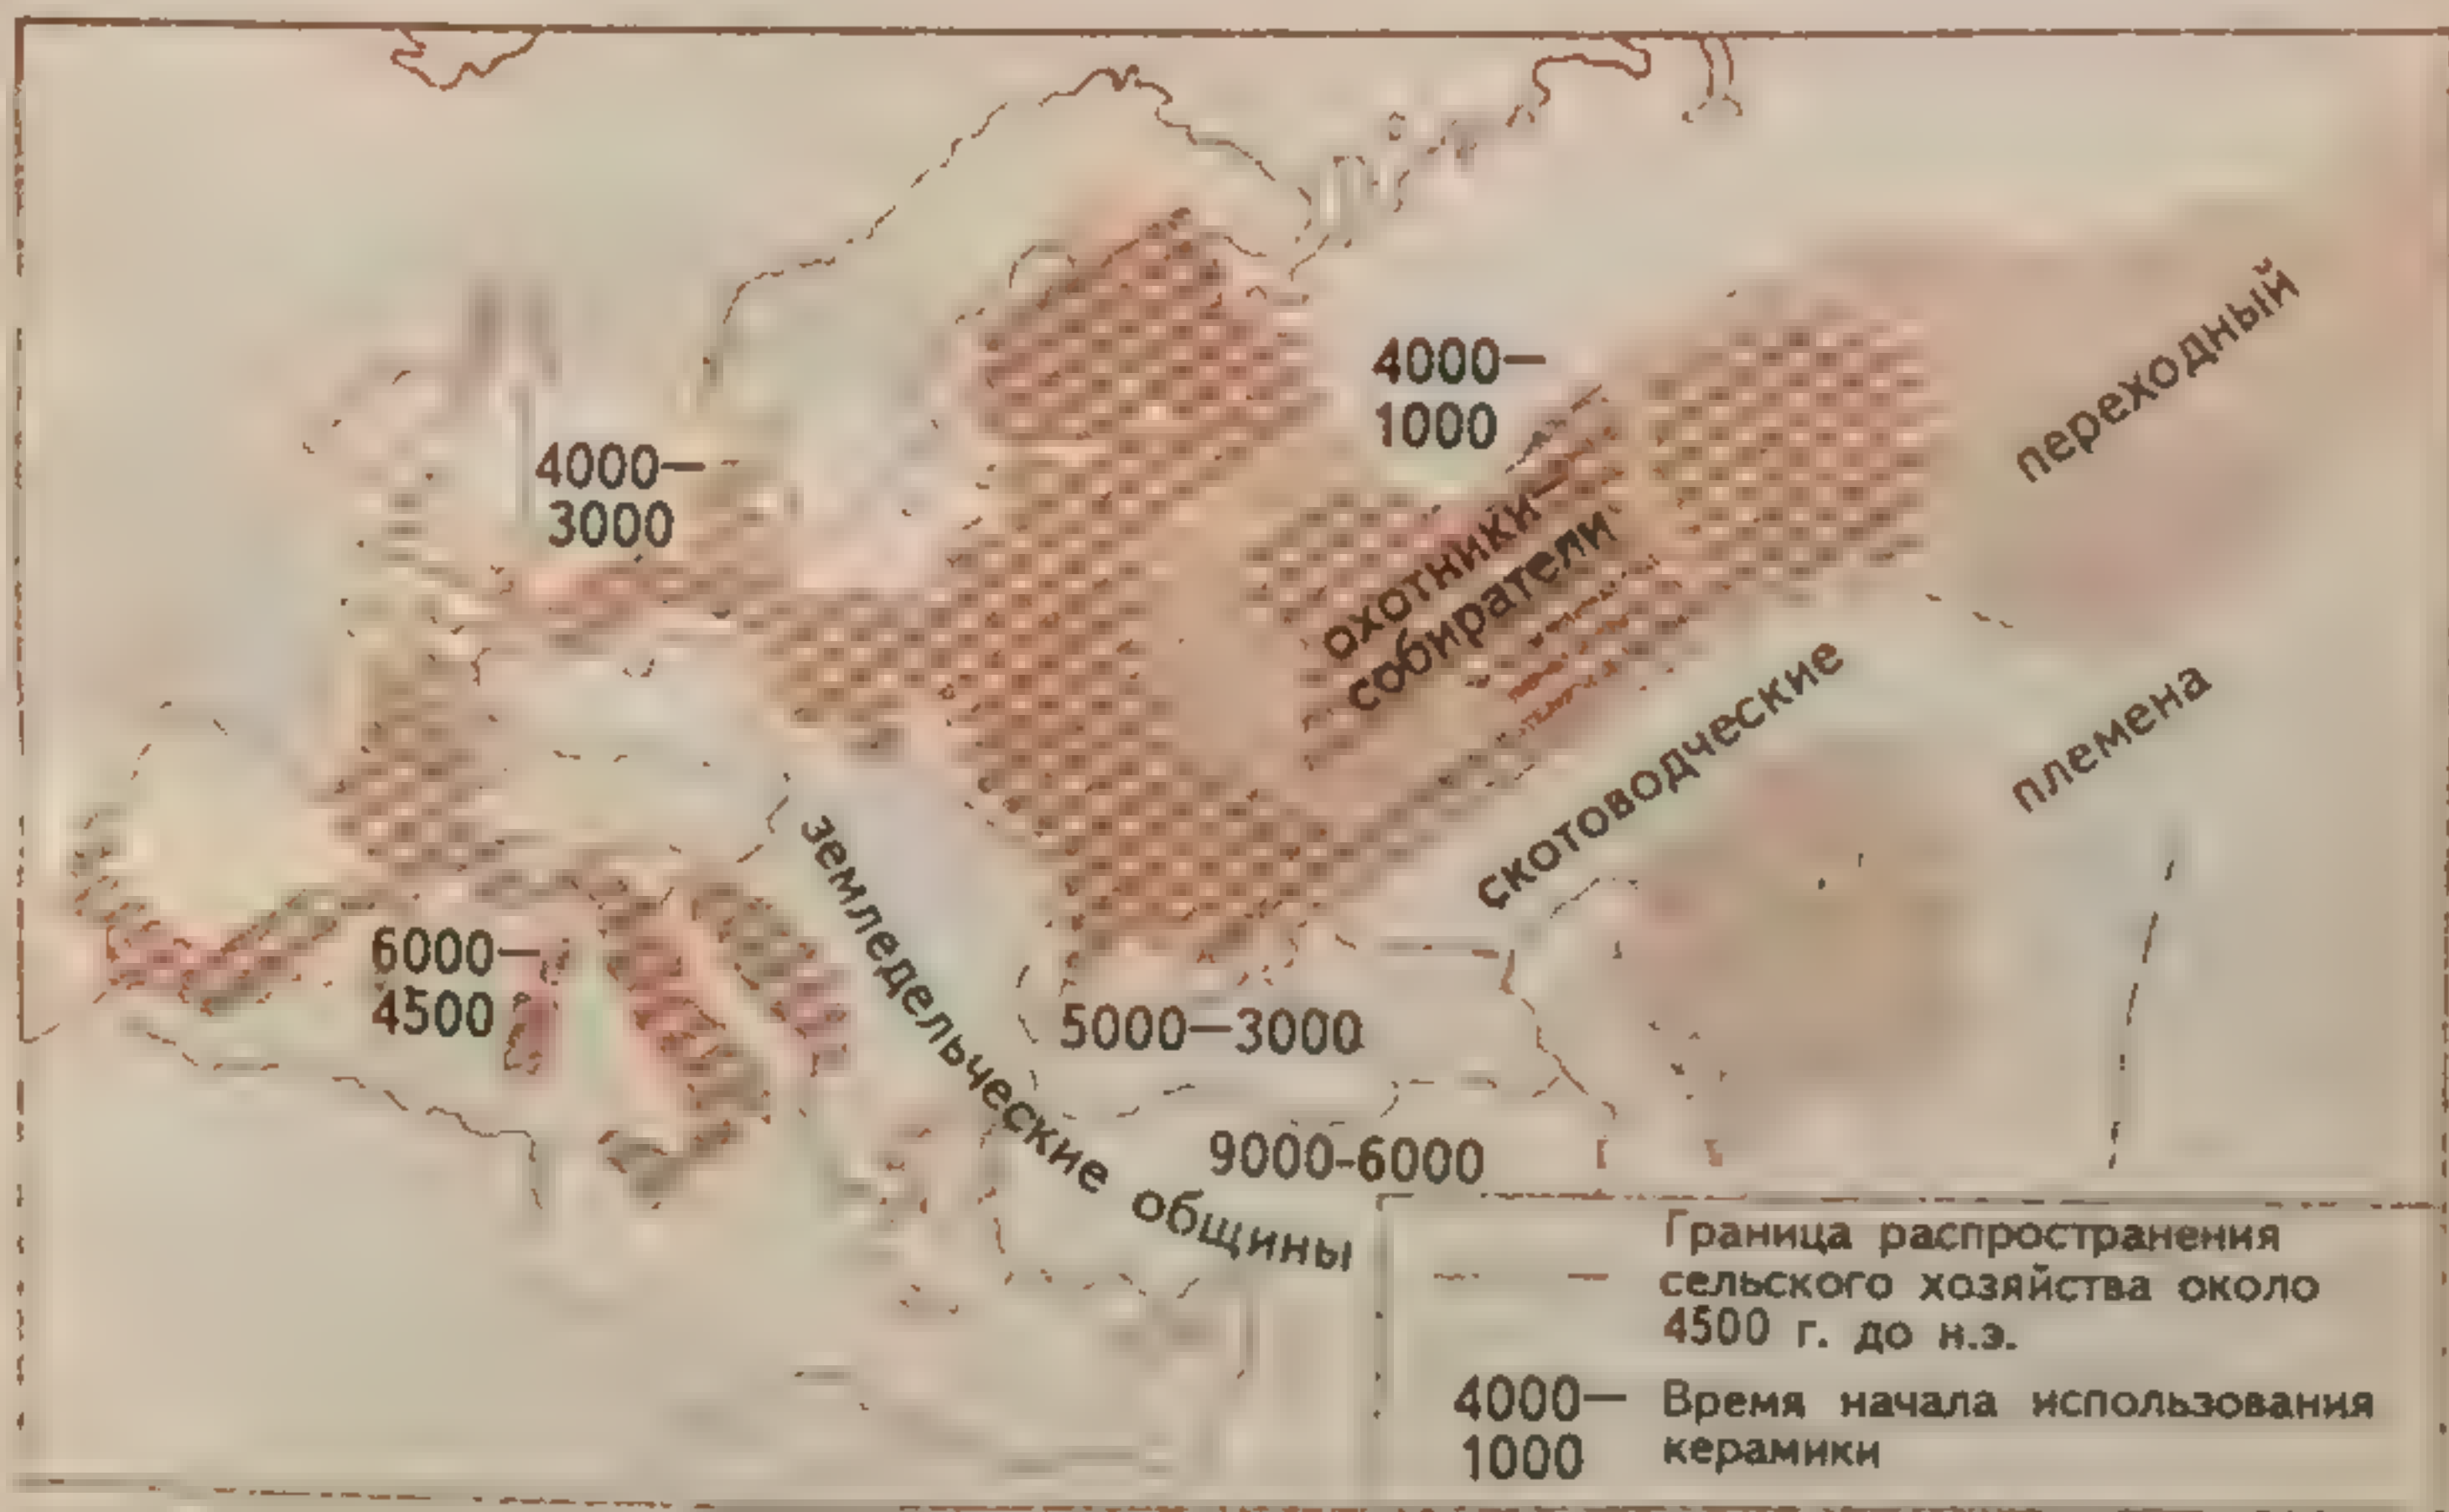 4000—
1000
переходный
4000—
3000
охотники—
собиратели
скотоводческие
племена
земледельческие общины
6000—
4500
5000—3000
9000-6000
Граница распространения
сельского хозяйства около
4500 г. до н.э.
4000— Время начала использования
1000 керамики